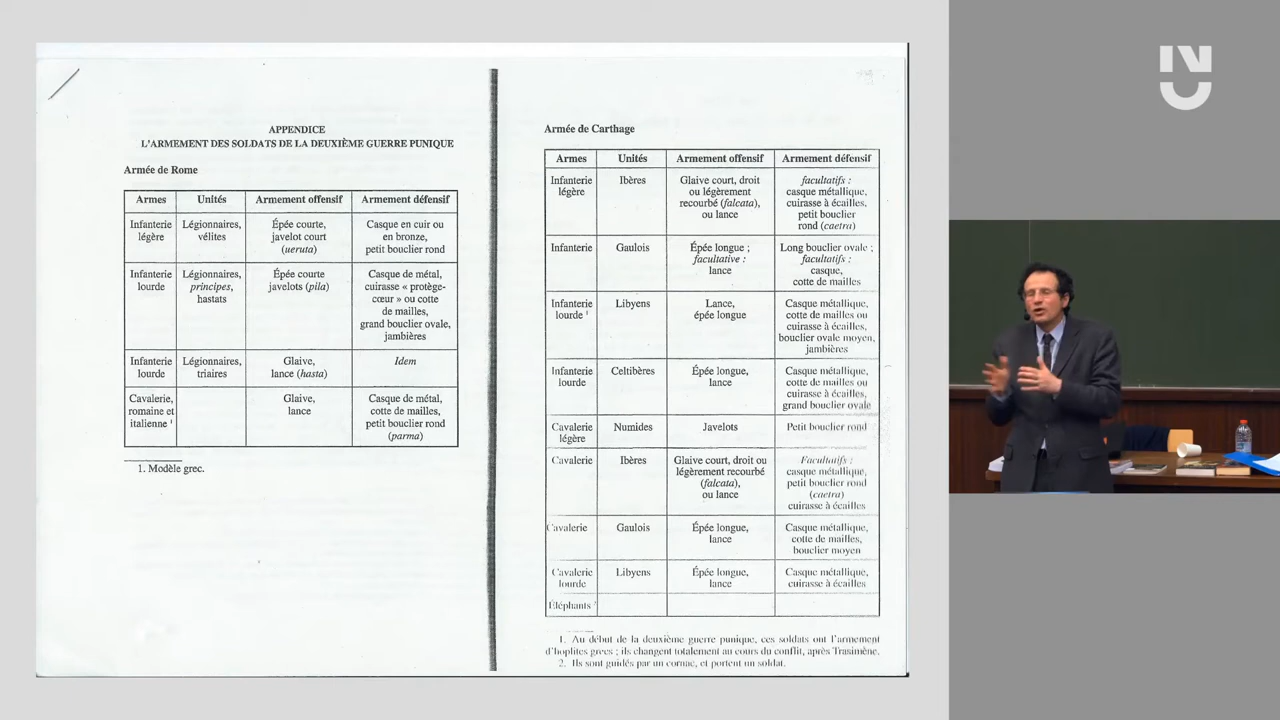 APPENDICE
L'ARMEMENT DES SOLDATS DE LA DEUXIÈME GUERRE PUNIQUE
Armée de Rome
Armes Unités Armement offensif Armement défensif
Infanterie légère Légionnaires, vélites Épée courte, javelot court (ueruta) Casque en cuir ou en bronze, petit bouclier rond
Infanterie lourde Légionnaires, principes, hastats Épée courte javelots (pila) Casque de métal, cuirasse « protège-cœur » ou cotte de mailles, grand bouclier ovale, jambières
Infanterie lourde Légionnaires, triaires Glaive, lance (hasta) Idem
Cavalerie, romaine et italienne 1 Glaive, lance Casque de métal, cotte de mailles, petit bouclier rond (parma)
1. Modèle grec.
Armée de Carthage
Armes Unités Armement offensif Armement défensif
Infanterie légère Ibères Glaive court, droit ou légèrement recourbé (falcata), ou lance facultatifs : casque métallique, cuirasse à écailles, petit bouclier rond (caetra)
Infanterie Gaulois Épée longue ; facultative : lance Long bouclier ovale ; facultatifs : casque, cotte de mailles
Infanterie lourde 1 Libyens Lance, épée longue Casque métallique, cotte de mailles ou cuirasse à écailles, bouclier ovale moyen, jambières
Infanterie lourde Celtibères Épée longue, lance Casque métallique, cotte de mailles ou cuirasse à écailles, grand bouclier ovale
Cavalerie légère Numides Javelots Petit bouclier rond
Cavalerie Ibères Glaive court, droit ou légèrement recourbé (falcata), ou lance Facultatifs : casque métallique, petit bouclier rond (caetra) cuirasse à écailles
Cavalerie Gaulois Épée longue, lance Casque métallique, cotte de mailles, bouclier moyen
Cavalerie lourde Libyens Épée longue, lance Casque métallique, cuirasse à écailles
Éléphants 2
1. Au début de la deuxième guerre punique, ces soldats ont l'armement
d'hoplites grecs ; ils changent totalement au cours du conflit, après Trasimène.
2. Ils sont guidés par un cornac, et portent un soldat.
NU